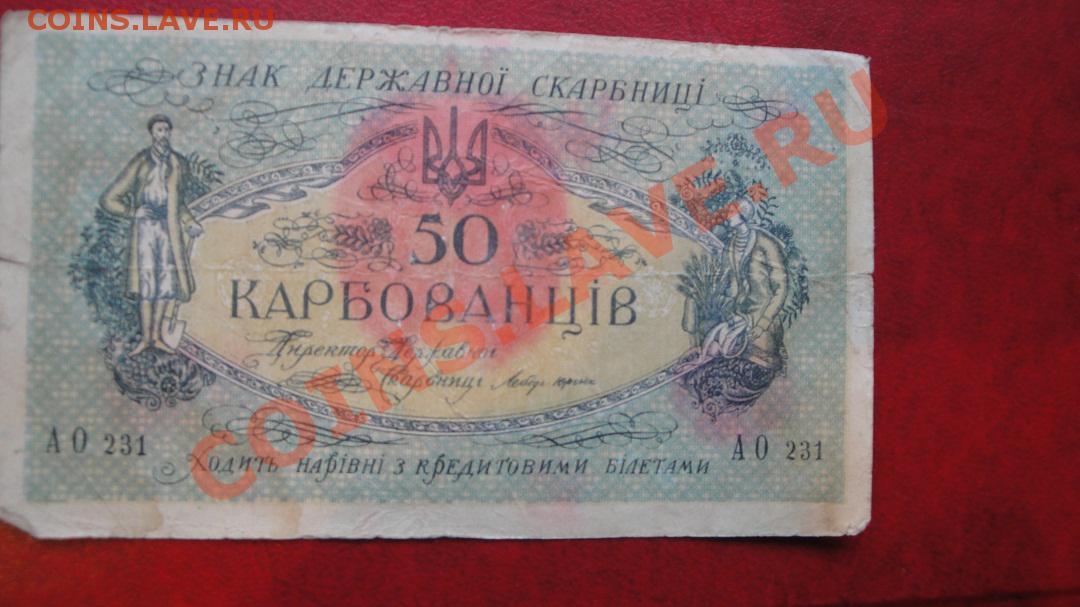 COINS.LAVE.RU
ЗНАК ДЕРЖАВНОЇ СКАРБНИЦІ
50
КАРБОВАНЦІВ
Директор Державної
Скарбниці
АО 231
АО 231
ХОДИТЬ НАРІВНІ З КРЕДИТОВИМИ БІЛЕТАМИ
COINS.LAVE.RU